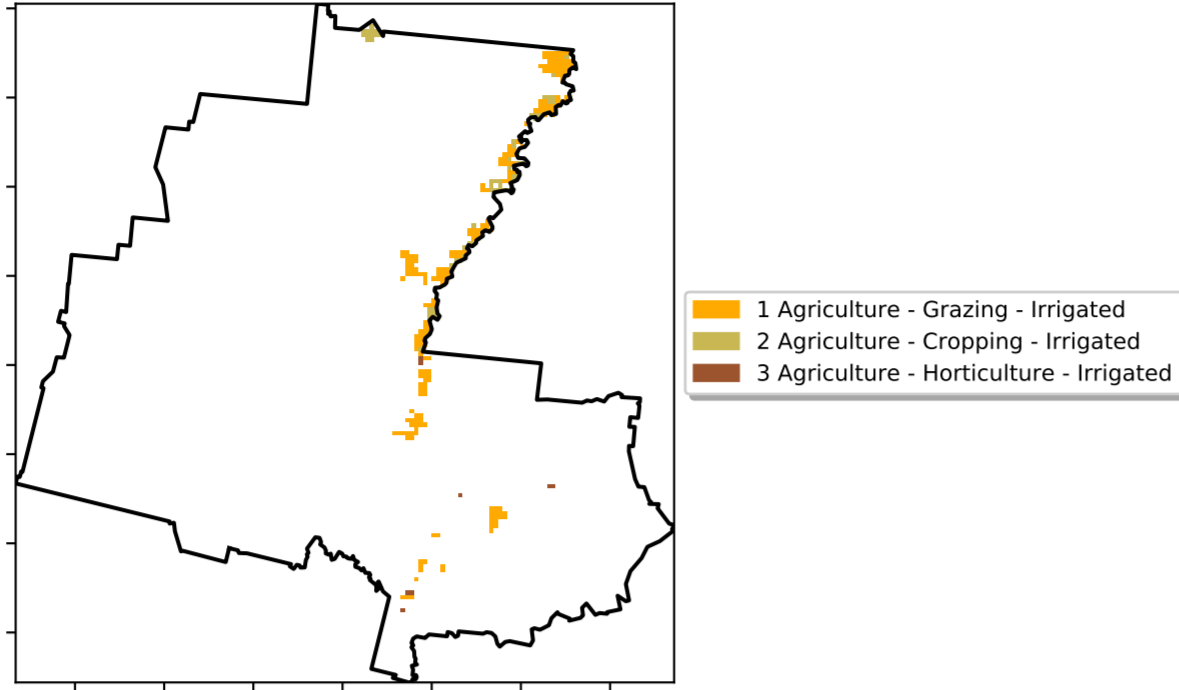 1 Agriculture - Grazing - Irrigated
2 Agriculture - Cropping - Irrigated
3 Agriculture - Horticulture - Irrigated